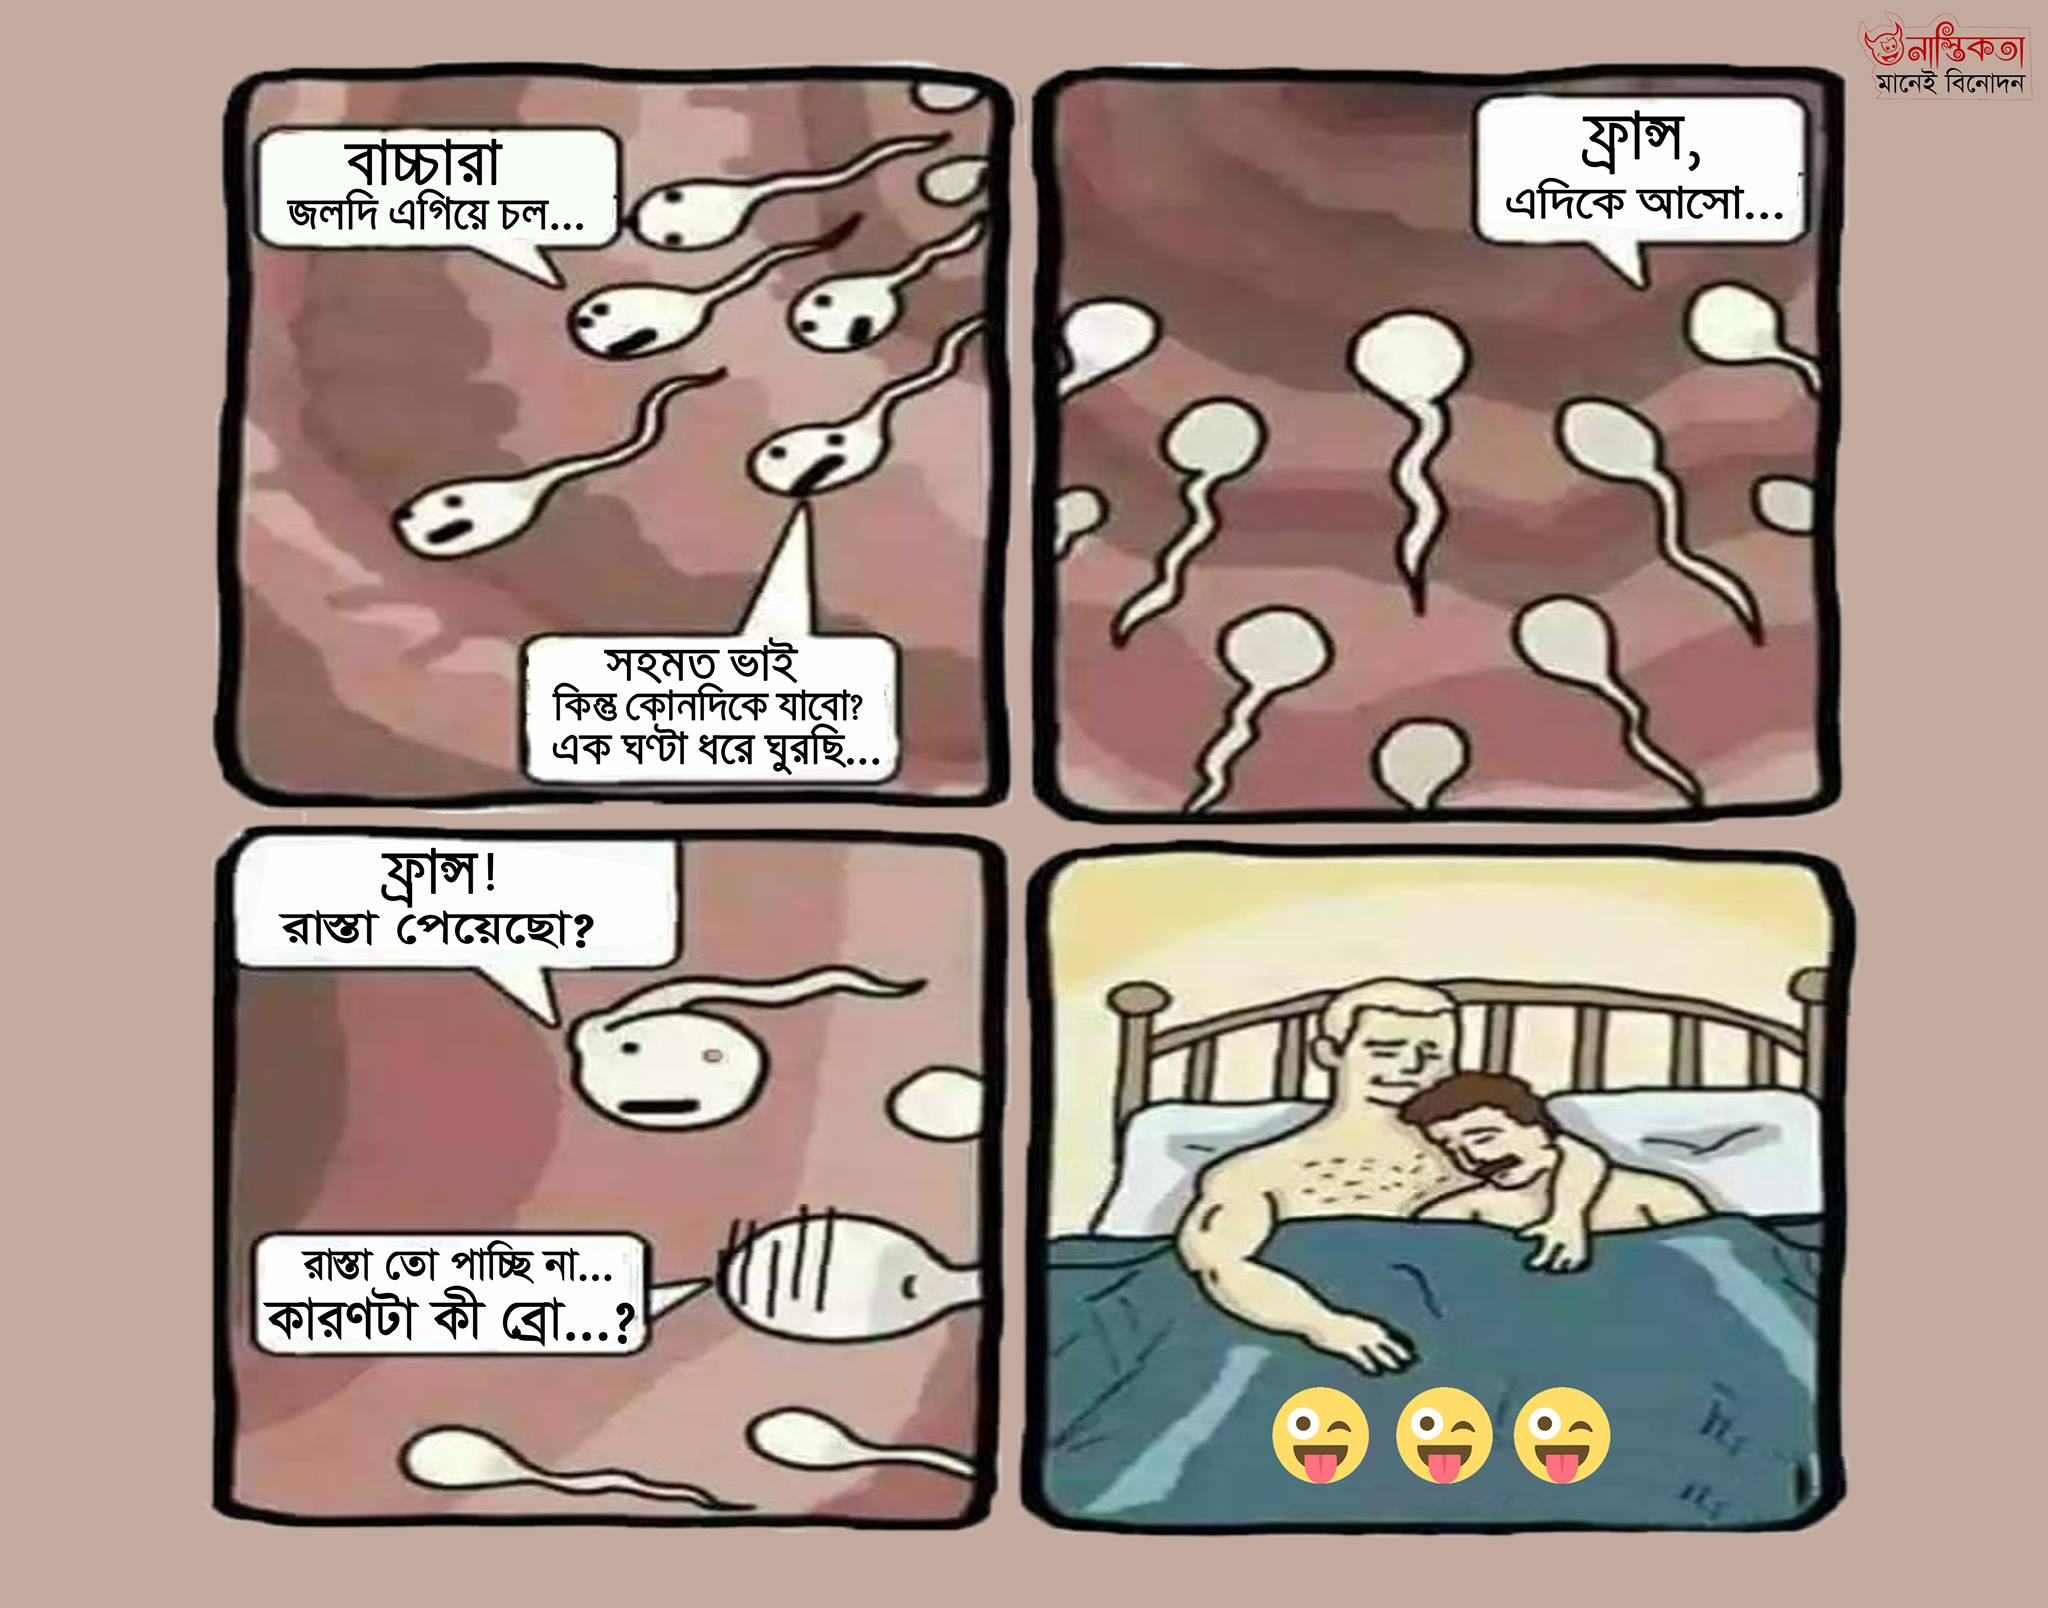 নাস্তিকতা
মানেই বিনোদন
বাচ্চারা
জলদি এগিয়ে চল...
সহমত ভাই
কিন্তু কোনদিকে যাবো?
এক ঘণ্টা ধরে ঘুরছি...
ফ্রান্স,
এদিকে আসো...
ফ্রান্স!
রাস্তা পেয়েছো?
রাস্তা তো পাচ্ছি না...
কারণটা কী ব্রো...?